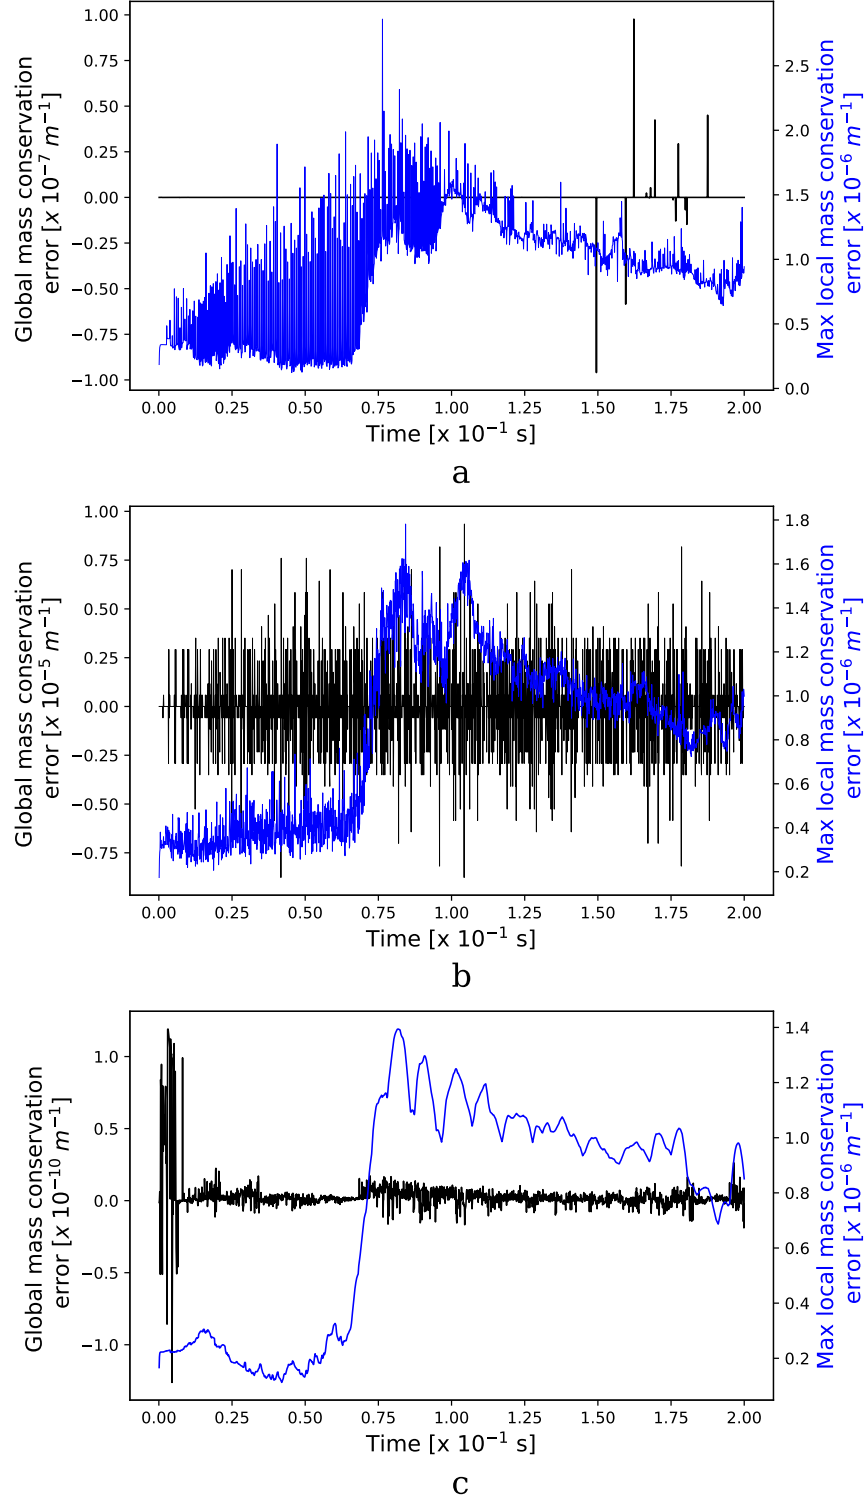 1.00
0.75
0.50
0.25
0.00
−0.25
−0.50
−0.75
−1.00
Global mass conservation
error [x 10⁻⁷ m⁻¹]
2.5
2.0
1.5
1.0
0.5
0.0
Max local mass conservation
error [x 10⁻⁶ m⁻¹]
0.00 0.25 0.50 0.75 1.00 1.25 1.50 1.75 2.00
Time [x 10⁻¹ s]
a
1.00
0.75
0.50
0.25
0.00
−0.25
−0.50
−0.75
Global mass conservation
error [x 10⁻⁵ m⁻¹]
1.8
1.6
1.4
1.2
1.0
0.8
0.6
0.4
0.2
Max local mass conservation
error [x 10⁻⁶ m⁻¹]
0.00 0.25 0.50 0.75 1.00 1.25 1.50 1.75 2.00
Time [x 10⁻¹ s]
b
1.0
0.5
0.0
−0.5
−1.0
Global mass conservation
error [x 10⁻¹⁰ m⁻¹]
1.4
1.2
1.0
0.8
0.6
0.4
0.2
Max local mass conservation
error [x 10⁻⁶ m⁻¹]
0.00 0.25 0.50 0.75 1.00 1.25 1.50 1.75 2.00
Time [x 10⁻¹ s]
c